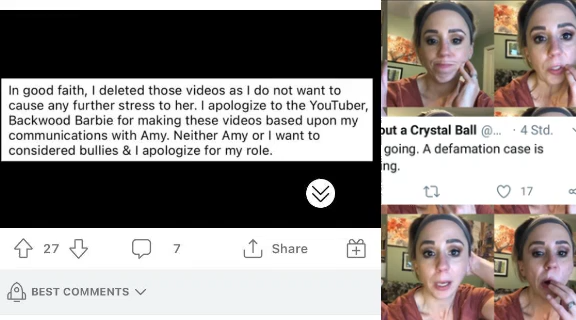 In good faith, I deleted those videos as I do not want to
cause any further stress to her. I apologize to the YouTuber,
Backwood Barbie for making these videos based upon my
communications with Amy. Neither Amy or I want to
considered bullies & I apologize for my role.
27
7
Share
BEST COMMENTS
out a Crystal Ball @... · 4 Std.
going. A defamation case is
ing.
17